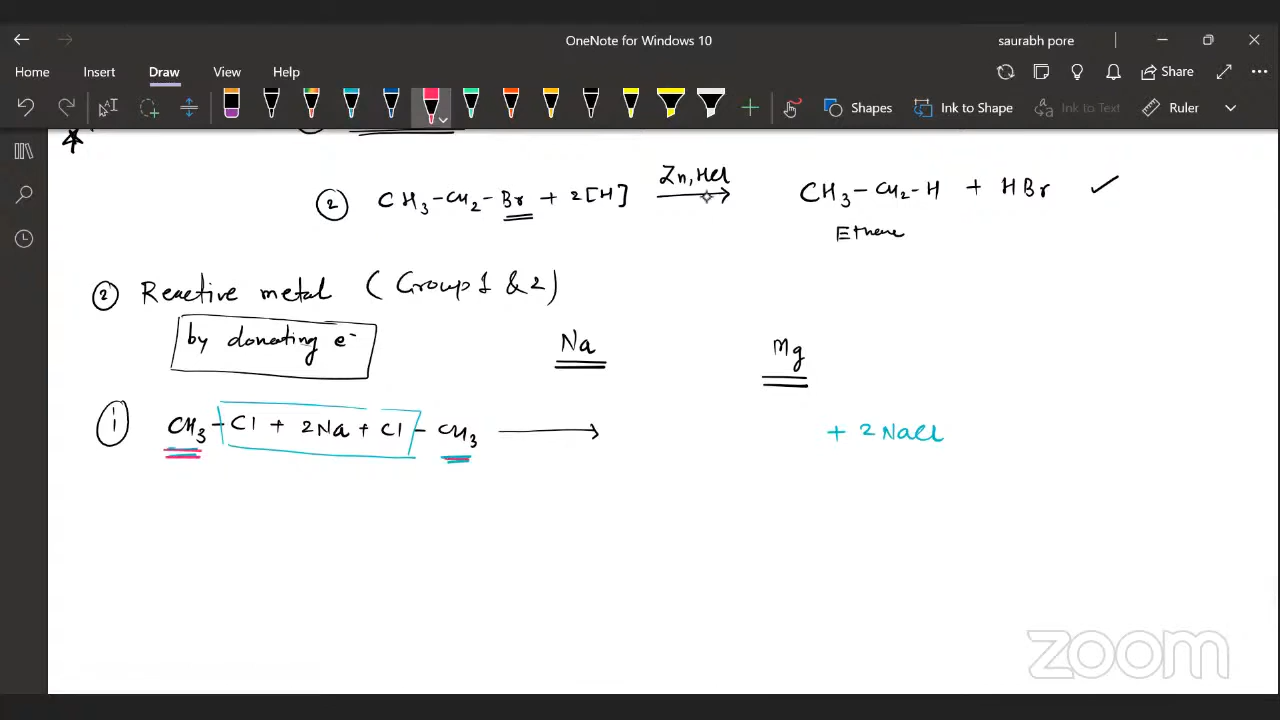 OneNote for Windows 10
saurabh pore
Home Insert Draw View Help
Share
Shapes Ink to Shape Ink to Text Ruler
② CH3-CH2-Br + 2[H] Zn, HCl → CH3-CH2-H + HBr ✓
Ethane
② Reactive metal (Group 1 & 2)
by donating e-
Na Mg
① CH3-Cl + 2Na + Cl-CH3 → + 2NaCl
zoom